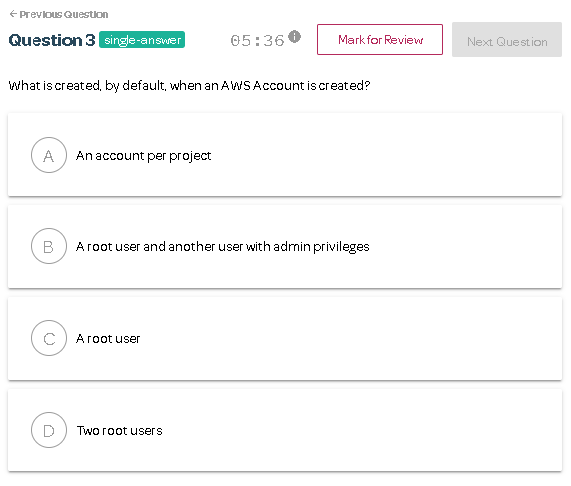 ← Previous Question
Question 3 single-answer 05:36 i Mark for Review Next Question
What is created, by default, when an AWS Account is created?
A An account per project
B A root user and another user with admin privileges
C A root user
D Two root users